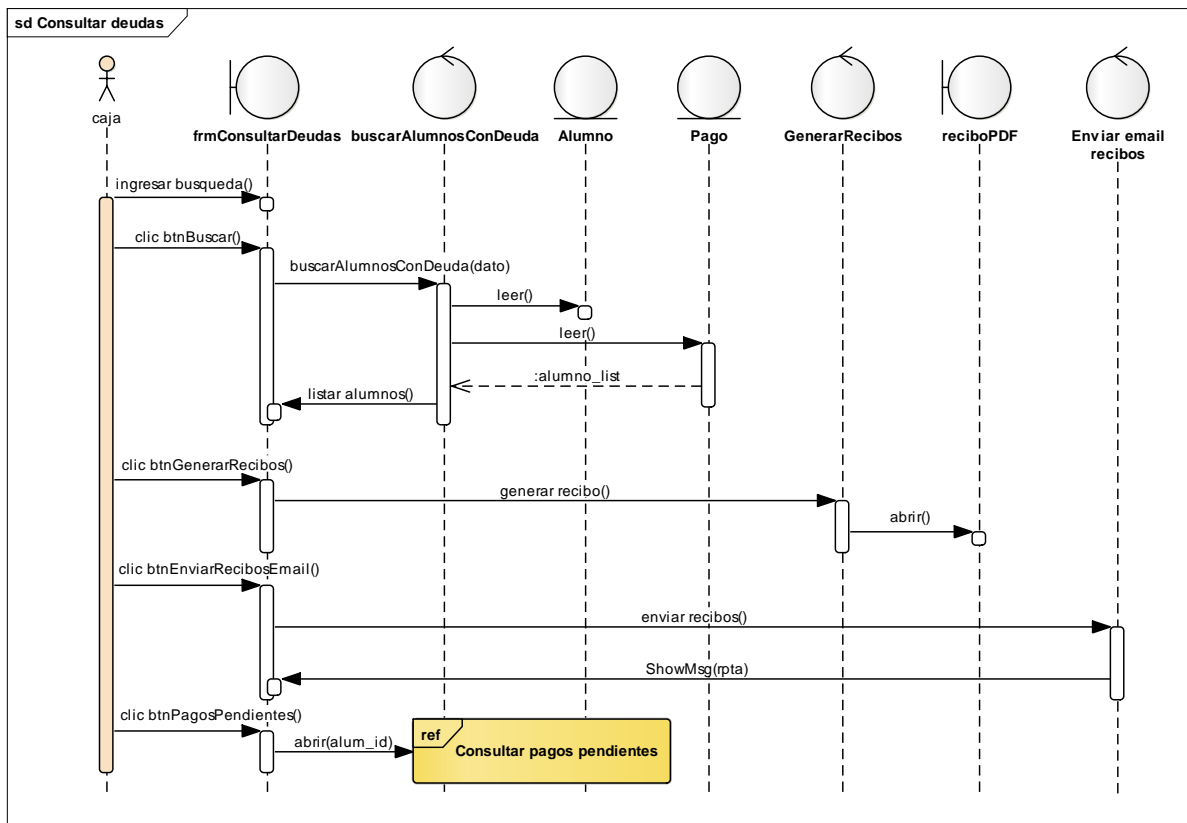 sd Consultar deudas
caja
frmConsultarDeudas
buscarAlumnosConDeuda
Alumno
Pago
GenerarRecibos
reciboPDF
Enviar email
recibos
ingresar busqueda()
clic btnBuscar()
buscarAlumnosConDeuda(dato)
leer()
leer()
:alumno_list
listar alumnos()
clic btnGenerarRecibos()
generar recibo()
abrir()
clic btnEnviarRecibosEmail()
enviar recibos()
ShowMsg(rpta)
clic btnPagosPendientes()
ref
abrir(alum_id)
Consultar pagos pendientes